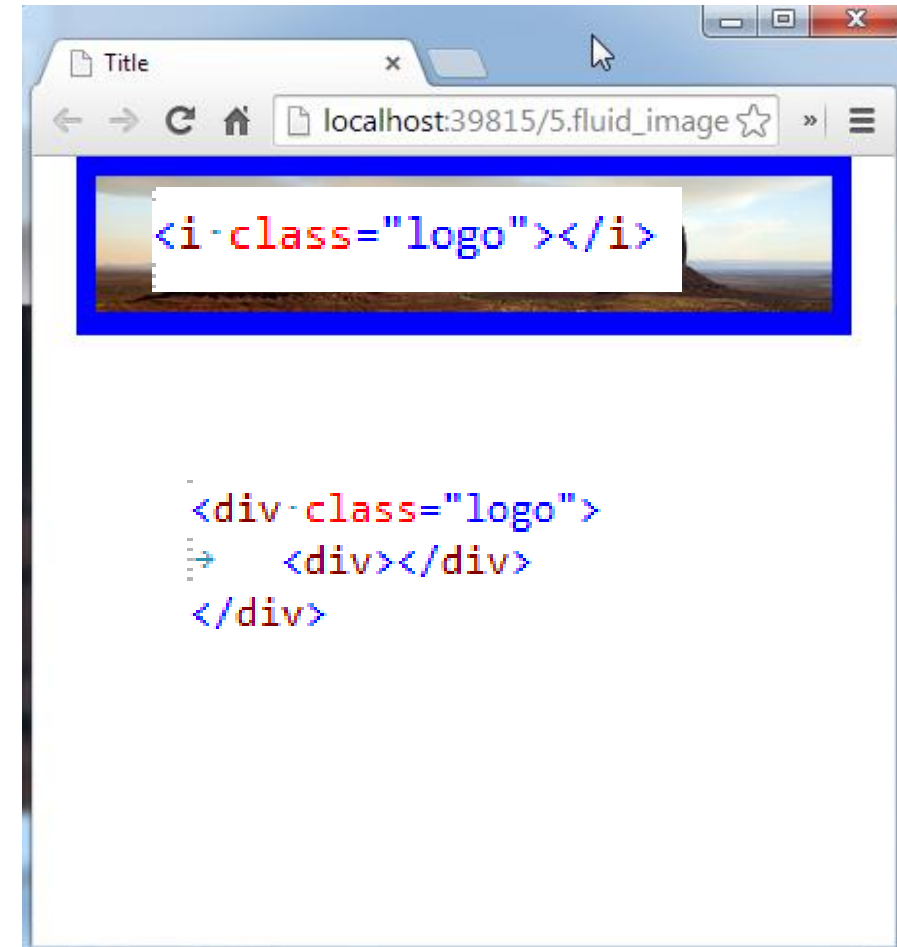 Title
localhost:39815/5.fluid_image
<i class="logo"></i>
<div class="logo">
<div></div>
</div>